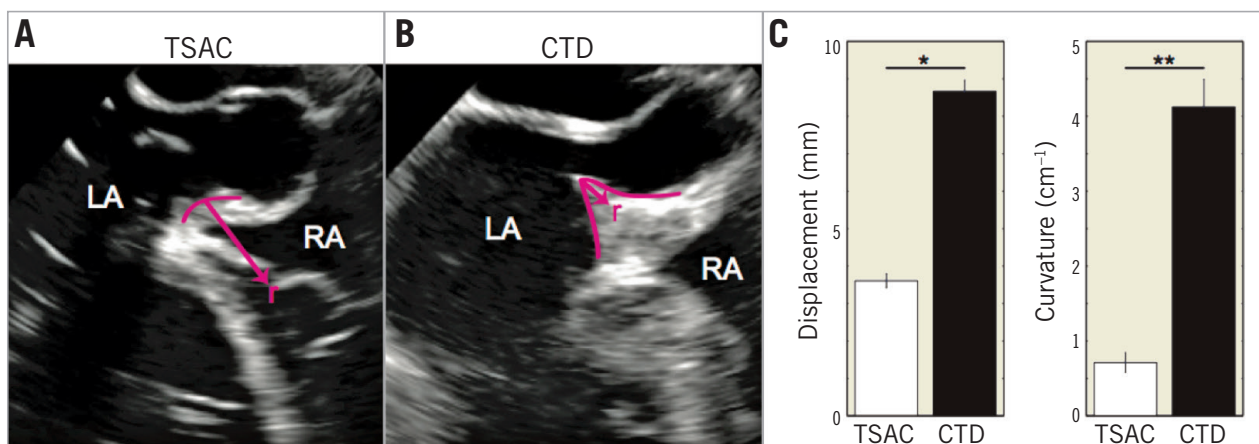 A
TSAC
LA
RA
r
B
CTD
LA
r
RA
C
10
5
0
Displacement (mm)
*
TSAC CTD
5
4
3
2
1
0
Curvature (cm⁻¹)
**
TSAC CTD